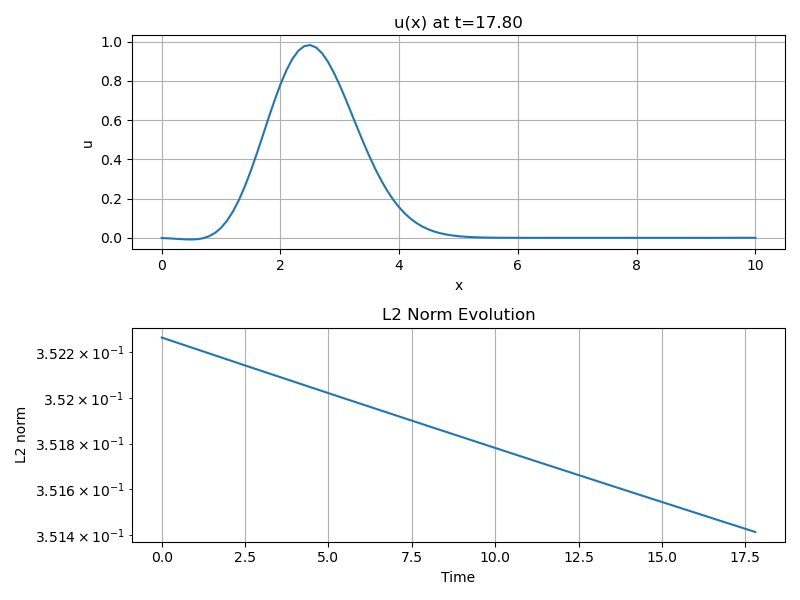 u(x) at t=17.80
1.0
0.8
0.6
0.4
0.2
0.0
u
0 2 4 6 8 10
x
L2 Norm Evolution
3.522 × 10⁻¹
3.52 × 10⁻¹
3.518 × 10⁻¹
3.516 × 10⁻¹
3.514 × 10⁻¹
L2 norm
0.0 2.5 5.0 7.5 10.0 12.5 15.0 17.5
Time